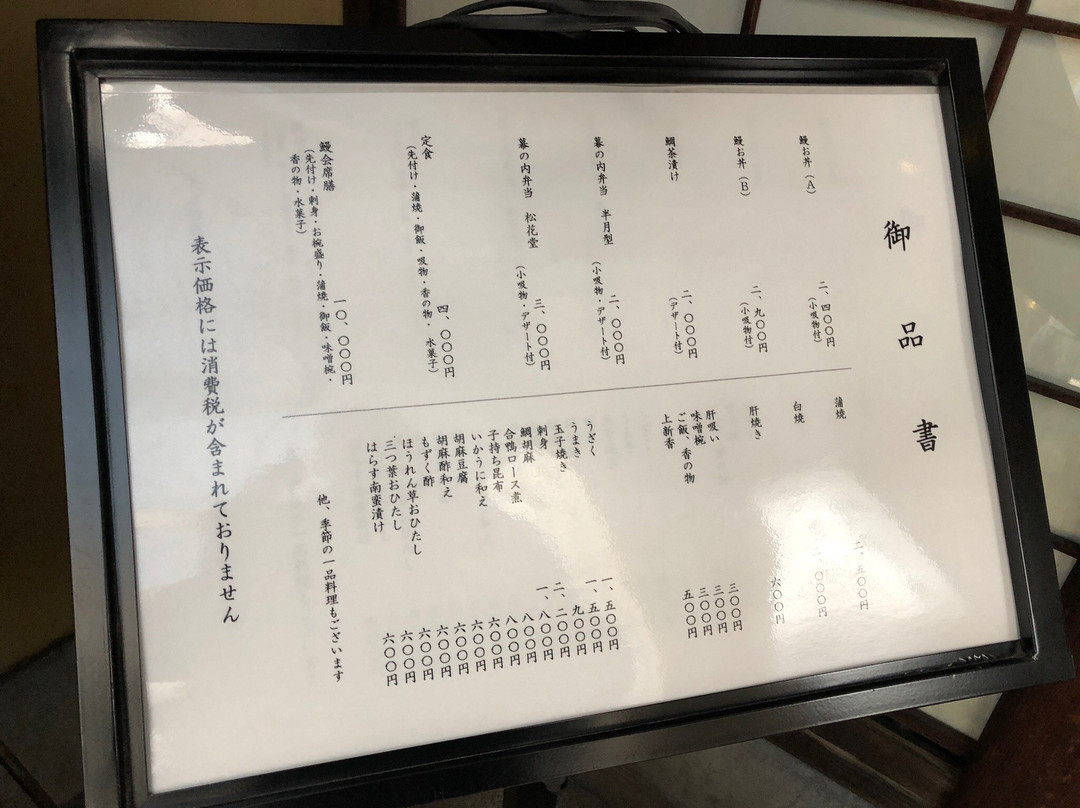 御品書
鰻お丼（A）　二、四〇〇円
（小吸物付）
鰻お丼（B）　二、九〇〇円
（小吸物付）
鯛茶漬け　二、〇〇〇円
（デザート付）
幕の内弁当　半月型　二、〇〇〇円
（小吸物・デザート付）
幕の内弁当　松花堂　三、〇〇〇円
（小吸物・デザート付）
定食　四、〇〇〇円
（先付け・蒲焼・御飯・吸物・香の物・水菓子）
鰻会席膳　一〇、〇〇〇円
（先付け・刺身・お椀盛り・蒲焼・御飯・味噌椀・
香の物・水菓子）
蒲焼
白焼
肝焼き　六〇〇円
肝吸い　三〇〇円
味噌椀　三〇〇円
ご飯、香の物　三〇〇円
上新香　五〇〇円
うざく　一、五〇〇円
うまき　一、五〇〇円
玉子焼き　九〇〇円
刺身　二、二〇〇円
鯛胡麻　一、八〇〇円
合鴨ロース煮　八〇〇円
子持ち昆布　八〇〇円
いかうに和え　六〇〇円
胡麻豆腐　六〇〇円
胡麻酢和え　六〇〇円
もずく酢　六〇〇円
ほうれん草おひたし　六〇〇円
三つ葉おひたし　六〇〇円
はらす南蛮漬け　六〇〇円
他、季節の一品料理もございます
表示価格には消費税が含まれておりません